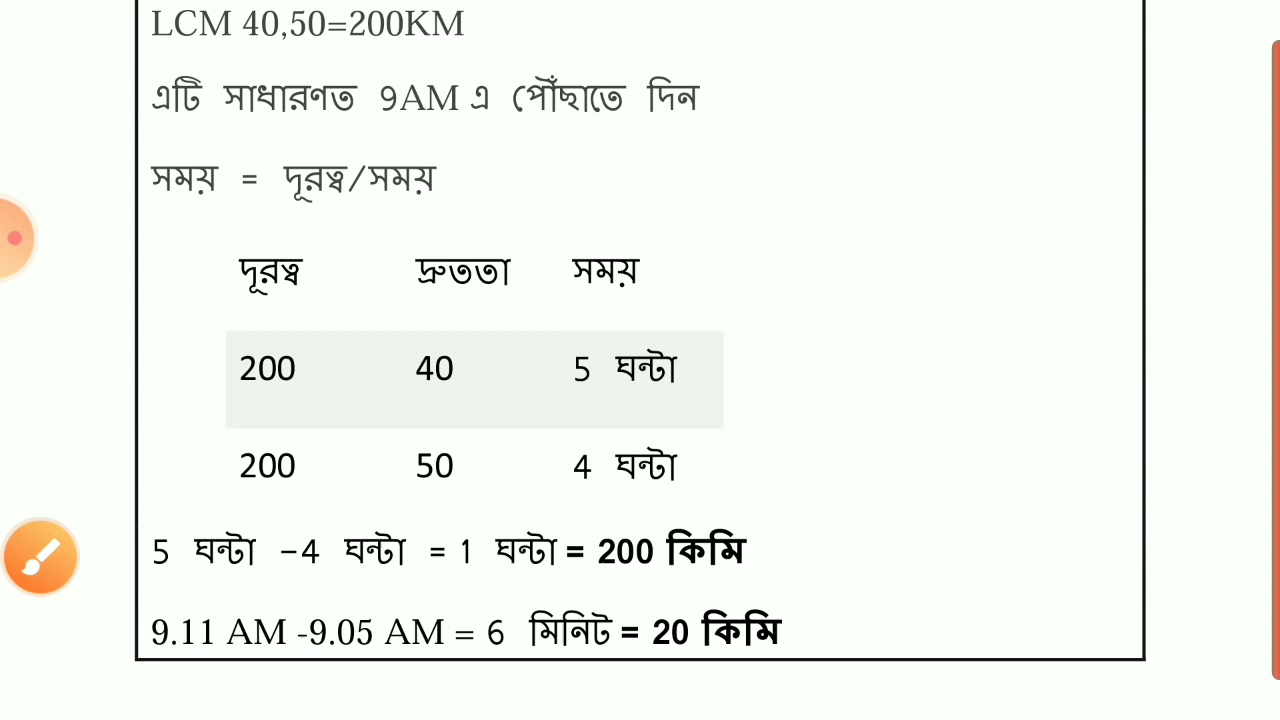 LCM 40,50=200KM
এটি সাধারণত 9AM এ পৌঁছাতে দিন
সময় = দূরত্ব/সময়
দূরত্ব দ্রুততা সময়
200 40 5 ঘন্টা
200 50 4 ঘন্টা
5 ঘন্টা -4 ঘন্টা = 1 ঘন্টা = 200 কিমি
9.11 AM -9.05 AM = 6 মিনিট = 20 কিমি